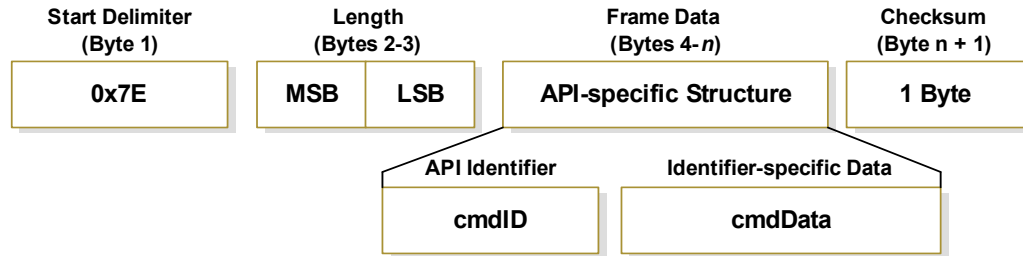 Start Delimiter
(Byte 1)
Length
(Bytes 2-3)
Frame Data
(Bytes 4-n)
Checksum
(Byte n + 1)
0x7E
MSB
LSB
API-specific Structure
1 Byte
API Identifier
Identifier-specific Data
cmdID
cmdData